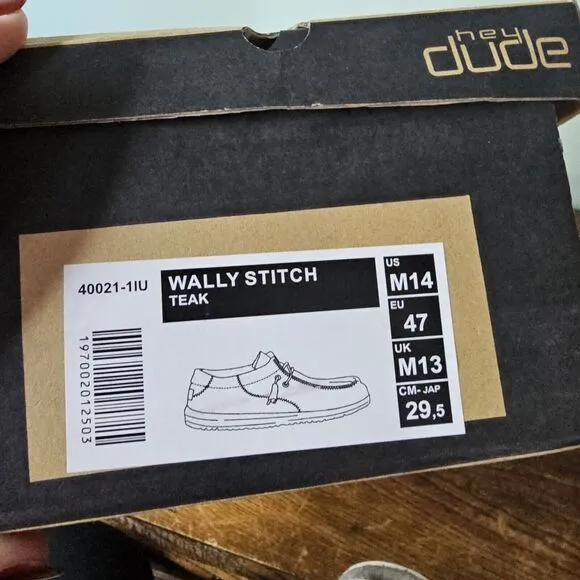 hey
dude
40021-1IU
WALLY STITCH
TEAK
US
M14
EU
47
UK
M13
CM-JAP
29,5
197002012503